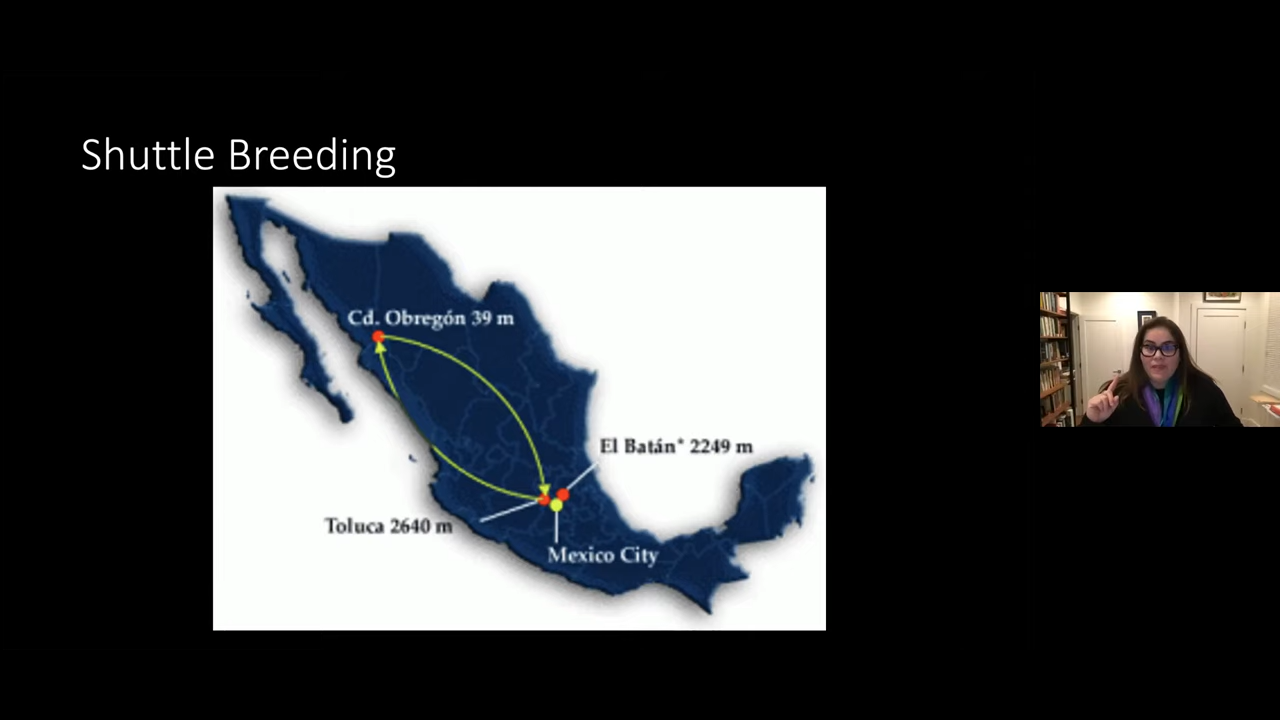 Shuttle Breeding
Cd. Obregón 39 m
El Batán* 2249 m
Toluca 2640 m
Mexico City